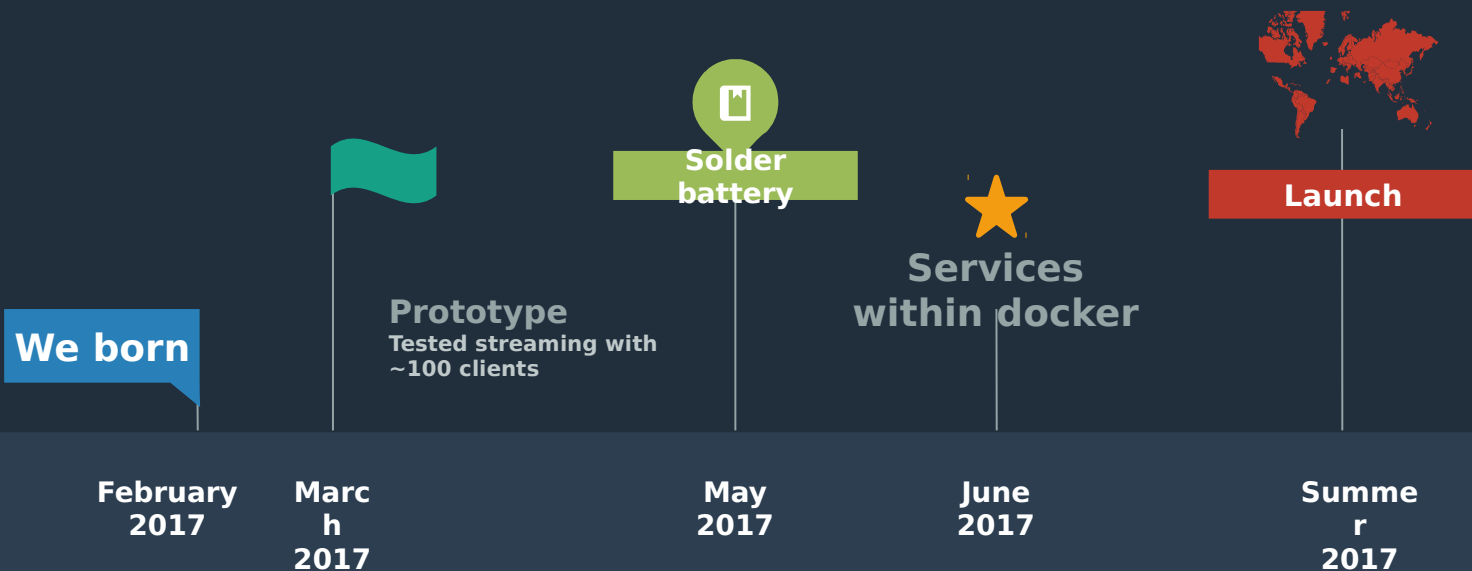 We born
Prototype
Tested streaming with
~100 clients
Solder
battery
Services
within docker
Launch
February
2017
Marc
h
2017
May
2017
June
2017
Summe
r
2017